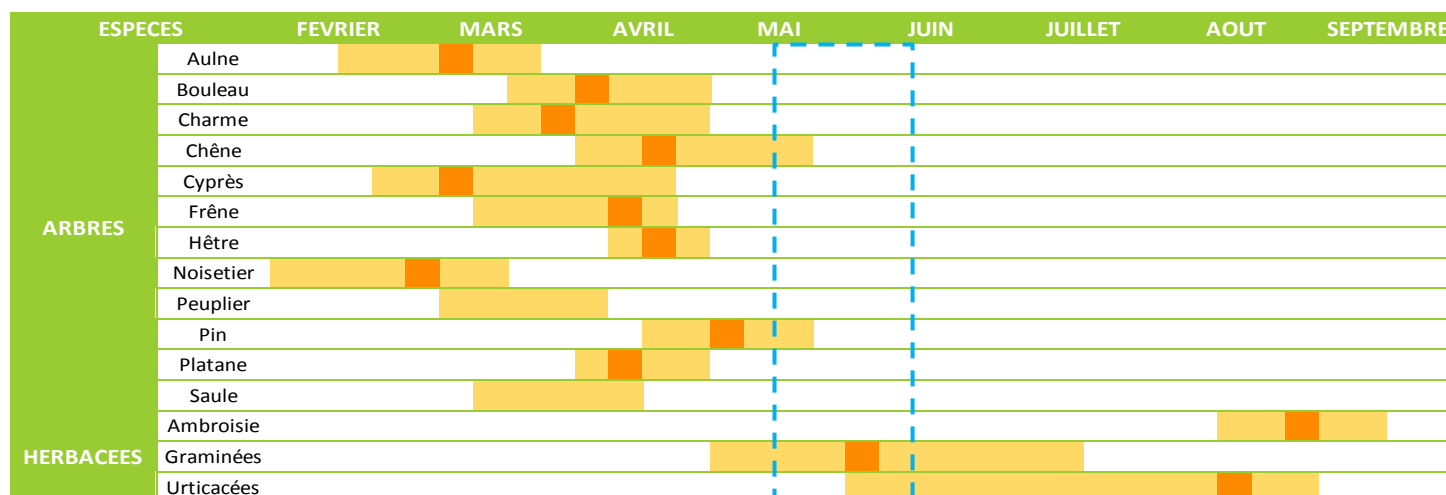 ESPECES FEVRIER MARS AVRIL MAI JUIN JUILLET AOUT SEPTEMBRE
Aulne
Bouleau
Charme
Chêne
Cyprès
Frêne
ARBRES
Hêtre
Noisetier
Peuplier
Pin
Platane
Saule
Ambroisie
HERBACEES Graminées
Urticacées